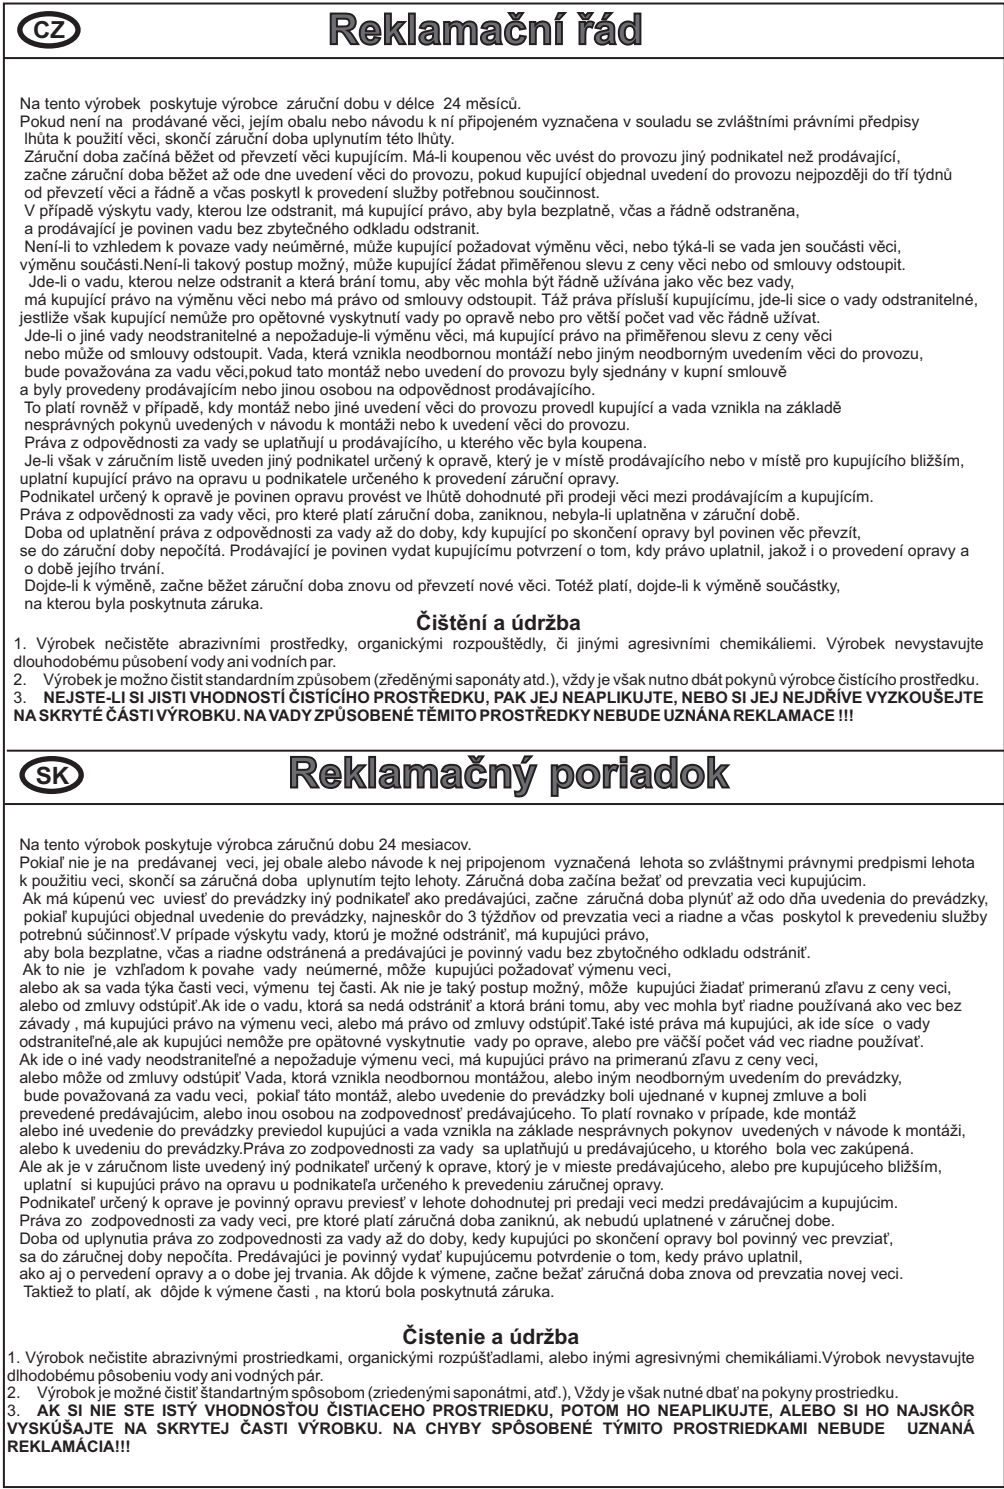 CZ
Reklamační řád
Na tento výrobek poskytuje výrobce záruční dobu v délce 24 měsíců.
Pokud není na prodávané věci, jejím obalu nebo návodu k ní připojeném vyznačena v souladu se zvláštními právními předpisy
lhůta k použití věci, skončí záruční doba uplynutím této lhůty.
Záruční doba začíná běžet od převzetí věci kupujícím. Má-li koupenou věc uvést do provozu jiný podnikatel než prodávající,
začne záruční doba běžet až ode dne uvedení věci do provozu, pokud kupující objednal uvedení do provozu nejpozději do tří týdnů
od převzetí věci a řádně a včas poskytl k provedení služby potřebnou součinnost.
V případě výskytu vady, kterou lze odstranit, má kupující právo, aby byla bezplatně, včas a řádně odstraněna,
a prodávající je povinen vadu bez zbytečného odkladu odstranit.
Není-li to vzhledem k povaze vady neúměrné, může kupující požadovat výměnu věci, nebo týká-li se vada jen součásti věci,
výměnu součásti.Není-li takový postup možný, může kupující žádat přiměřenou slevu z ceny věci nebo od smlouvy odstoupit.
Jde-li o vadu, kterou nelze odstranit a která brání tomu, aby věc mohla být řádně užívána jako věc bez vady,
má kupující právo na výměnu věci nebo má právo od smlouvy odstoupit. Táž práva přísluší kupujícímu, jde-li sice o vady odstranitelné,
jestliže však kupující nemůže pro opětovné vyskytnutí vady po opravě nebo pro větší počet vad věc řádně užívat.
Jde-li o jiné vady neodstranitelné a nepožaduje-li výměnu věci, má kupující právo na přiměřenou slevu z ceny věci
nebo může od smlouvy odstoupit. Vada, která vznikla neodbornou montáží nebo jiným neodborným uvedením věci do provozu,
bude považována za vadu věci,pokud tato montáž nebo uvedení do provozu byly sjednány v kupní smlouvě
a byly provedeny prodávajícím nebo jinou osobou na odpovědnost prodávajícího.
To platí rovněž v případě, kdy montáž nebo jiné uvedení věci do provozu provedl kupující a vada vznikla na základě
nesprávných pokynů uvedených v návodu k montáži nebo k uvedení věci do provozu.
Práva z odpovědnosti za vady se uplatňují u prodávajícího, u kterého věc byla koupena.
Je-li však v záručním listě uveden jiný podnikatel určený k opravě, který je v místě prodávajícího nebo v místě pro kupujícího bližším,
uplatní kupující právo na opravu u podnikatele určeného k provedení záruční opravy.
Podnikatel určený k opravě je povinen opravu provést ve lhůtě dohodnuté při prodeji věci mezi prodávajícím a kupujícím.
Práva z odpovědnosti za vady věci, pro které platí záruční doba, zaniknou, nebyla-li uplatněna v záruční době.
Doba od uplatnění práva z odpovědnosti za vady až do doby, kdy kupující po skončení opravy byl povinen věc převzít,
se do záruční doby nepočítá. Prodávající je povinen vydat kupujícímu potvrzení o tom, kdy právo uplatnil, jakož i o provedení opravy a
o době jejího trvání.
Dojde-li k výměně, začne běžet záruční doba znovu od převzetí nové věci. Totéž platí, dojde-li k výměně součástky,
na kterou byla poskytnuta záruka.
Čištění a údržba
1. Výrobek nečistěte abrazivními prostředky, organickými rozpouštědly, či jinými agresivními chemikáliemi. Výrobek nevystavujte
dlouhodobému působení vody ani vodních par.
2. Výrobek je možno čistit standardním způsobem (zředěnými saponáty atd.), vždy je však nutno dbát pokynů výrobce čistícího prostředku.
3. NEJSTE-LI SI JISTI VHODNOSTÍ ČISTÍCÍHO PROSTŘEDKU, PAK JEJ NEAPLIKUJTE, NEBO SI JEJ NEJDŘÍVE VYZKOUŠEJTE
NA SKRYTÉ ČÁSTI VÝROBKU. NA VADY ZPŮSOBENÉ TĚMITO PROSTŘEDKY NEBUDE UZNÁNA REKLAMACE !!!
SK
Reklamačný poriadok
Na tento výrobok poskytuje výrobca záručnú dobu 24 mesiacov.
Pokiaľ nie je na predávanej veci, jej obale alebo návode k nej pripojenom vyznačená lehota so zvláštnymi právnymi predpismi lehota
k použitiu veci, skončí sa záručná doba uplynutím tejto lehoty. Záručná doba začína bežať od prevzatia veci kupujúcim.
Ak má kúpenú vec uviesť do prevádzky iný podnikateľ ako predávajúci, začne záručná doba plynúť až odo dňa uvedenia do prevádzky,
pokiaľ kupujúci objednal uvedenie do prevádzky, najneskôr do 3 týždňov od prevzatia veci a riadne a včas poskytol k prevedeniu služby
potrebnú súčinnosť.V prípade výskytu vady, ktorú je možné odstrániť, má kupujúci právo,
aby bola bezplatne, včas a riadne odstránená a predávajúci je povinný vadu bez zbytočného odkladu odstrániť.
Ak to nie je vzhľadom k povahe vady neúmerné, môže kupujúci požadovať výmenu veci,
alebo ak sa vada týka časti veci, výmenu tej časti. Ak nie je taký postup možný, môže kupujúci žiadať primeranú zľavu z ceny veci,
alebo od zmluvy odstúpiť.Ak ide o vadu, ktorá sa nedá odstrániť a ktorá bráni tomu, aby vec mohla byť riadne používaná ako vec bez
závady , má kupujúci právo na výmenu veci, alebo má právo od zmluvy odstúpiť.Také isté práva má kupujúci, ak ide síce o vady
odstraniteľné,ale ak kupujúci nemôže pre opätovné vyskytnutie vady po oprave, alebo pre väčší počet vád vec riadne používať.
Ak ide o iné vady neodstraniteľné a nepožaduje výmenu veci, má kupujúci právo na primeranú zľavu z ceny veci,
alebo môže od zmluvy odstúpiť Vada, ktorá vznikla neodbornou montážou, alebo iným neodborným uvedením do prevádzky,
bude považovaná za vadu veci, pokiaľ táto montáž, alebo uvedenie do prevádzky boli ujednané v kupnej zmluve a boli
prevedené predávajúcim, alebo inou osobou na zodpovednosť predávajúceho. To platí rovnako v prípade, kde montáž
alebo iné uvedenie do prevádzky previedol kupujúci a vada vznikla na základe nesprávnych pokynov uvedených v návode k montáži,
alebo k uvedeniu do prevádzky.Práva zo zodpovednosti za vady sa uplatňujú u predávajúceho, u ktorého bola vec zakúpená.
Ale ak je v záručnom liste uvedený iný podnikateľ určený k oprave, ktorý je v mieste predávajúceho, alebo pre kupujúceho bližším,
uplatní si kupujúci právo na opravu u podnikateľa určeného k prevedeniu záručnej opravy.
Podnikateľ určený k oprave je povinný opravu previesť v lehote dohodnutej pri predaji veci medzi predávajúcim a kupujúcim.
Práva zo zodpovednosti za vady veci, pre ktoré platí záručná doba zaniknú, ak nebudú uplatnené v záručnej dobe.
Doba od uplynutia práva zo zodpovednosti za vady až do doby, kedy kupujúci po skončení opravy bol povinný vec prevziať,
sa do záručnej doby nepočíta. Predávajúci je povinný vydať kupujúcemu potvrdenie o tom, kedy právo uplatnil,
ako aj o pervedení opravy a o dobe jej trvania. Ak dôjde k výmene, začne bežať záručná doba znova od prevzatia novej veci.
Taktiež to platí, ak dôjde k výmene časti , na ktorú bola poskytnutá záruka.
Čistenie a údržba
1. Výrobok nečistite abrazivnými prostriedkami, organickými rozpúšťadlami, alebo inými agresivnými chemikáliami.Výrobok nevystavujte
dlhodobému pôsobeniu vody ani vodných pár.
2. Výrobok je možné čistiť štandartným spôsobom (zriedenými saponátmi, atď.), Vždy je však nutné dbať na pokyny prostriedku.
3. AK SI NIE STE ISTÝ VHODNOSŤOU ČISTIACEHO PROSTRIEDKU, POTOM HO NEAPLIKUJTE, ALEBO SI HO NAJSKÔR
VYSKÚŠAJTE NA SKRYTEJ ČASTI VÝROBKU. NA CHYBY SPÔSOBENÉ TÝMITO PROSTRIEDKAMI NEBUDE UZNANÁ
REKLAMÁCIA!!!